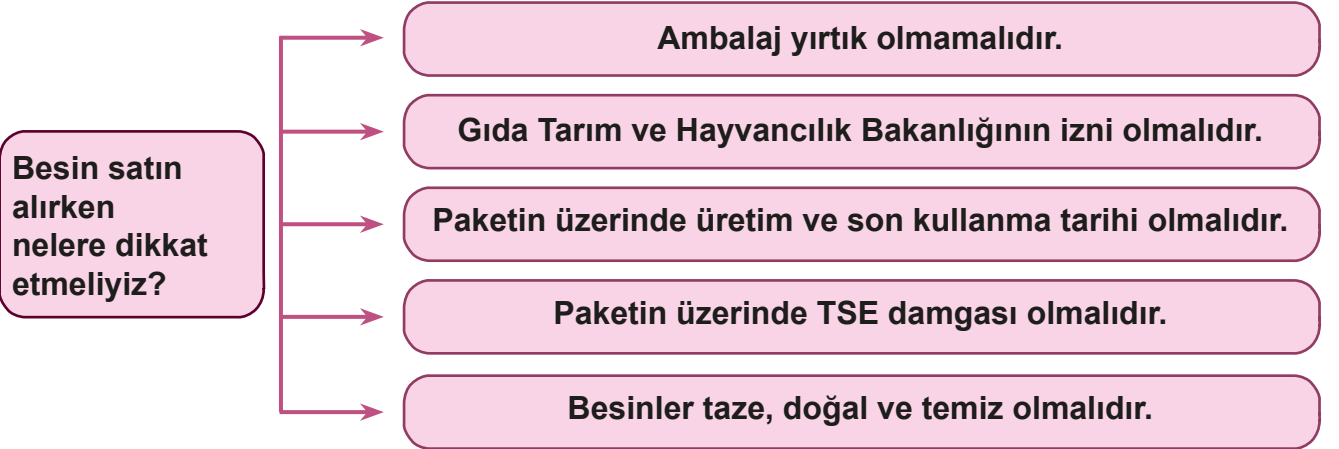 Besin satın
alırken
nelere dikkat
etmeliyiz?
Ambalaj yırtık olmamalıdır.
Gıda Tarım ve Hayvancılık Bakanlığının izni olmalıdır.
Paketin üzerinde üretim ve son kullanma tarihi olmalıdır.
Paketin üzerinde TSE damgası olmalıdır.
Besinler taze, doğal ve temiz olmalıdır.